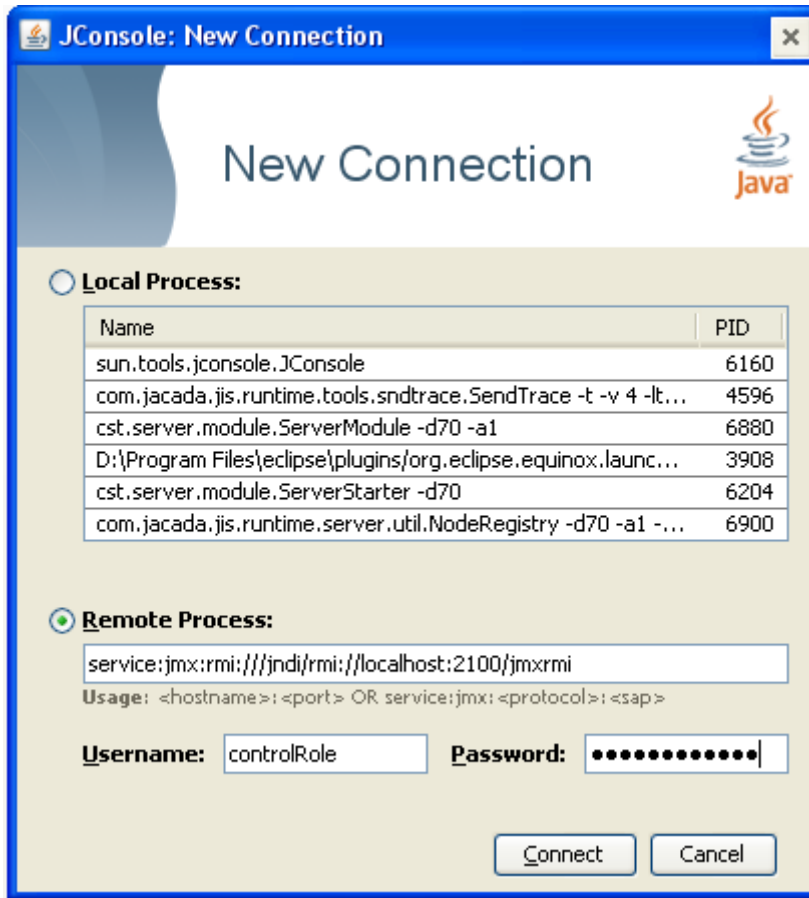 JConsole: New Connection
New Connection
Java
Local Process:
Name PID
sun.tools.jconsole.JConsole 6160
com.jacada.jis.runtime.tools.sndtrace.SendTrace -t -v 4 -lt... 4596
cst.server.module.ServerModule -d70 -a1 6880
D:\Program Files\eclipse\plugins/org.eclipse.equinox.launc... 3908
cst.server.module.ServerStarter -d70 6204
com.jacada.jis.runtime.server.util.NodeRegistry -d70 -a1 -... 6900
Remote Process:
service:jmx:rmi:///jndi/rmi://localhost:2100/jmxrmi
Usage: <hostname>:<port> OR service:jmx:<protocol>:<sap>
Username: controlRole Password: ●●●●●●●●●●●●●
Connect Cancel